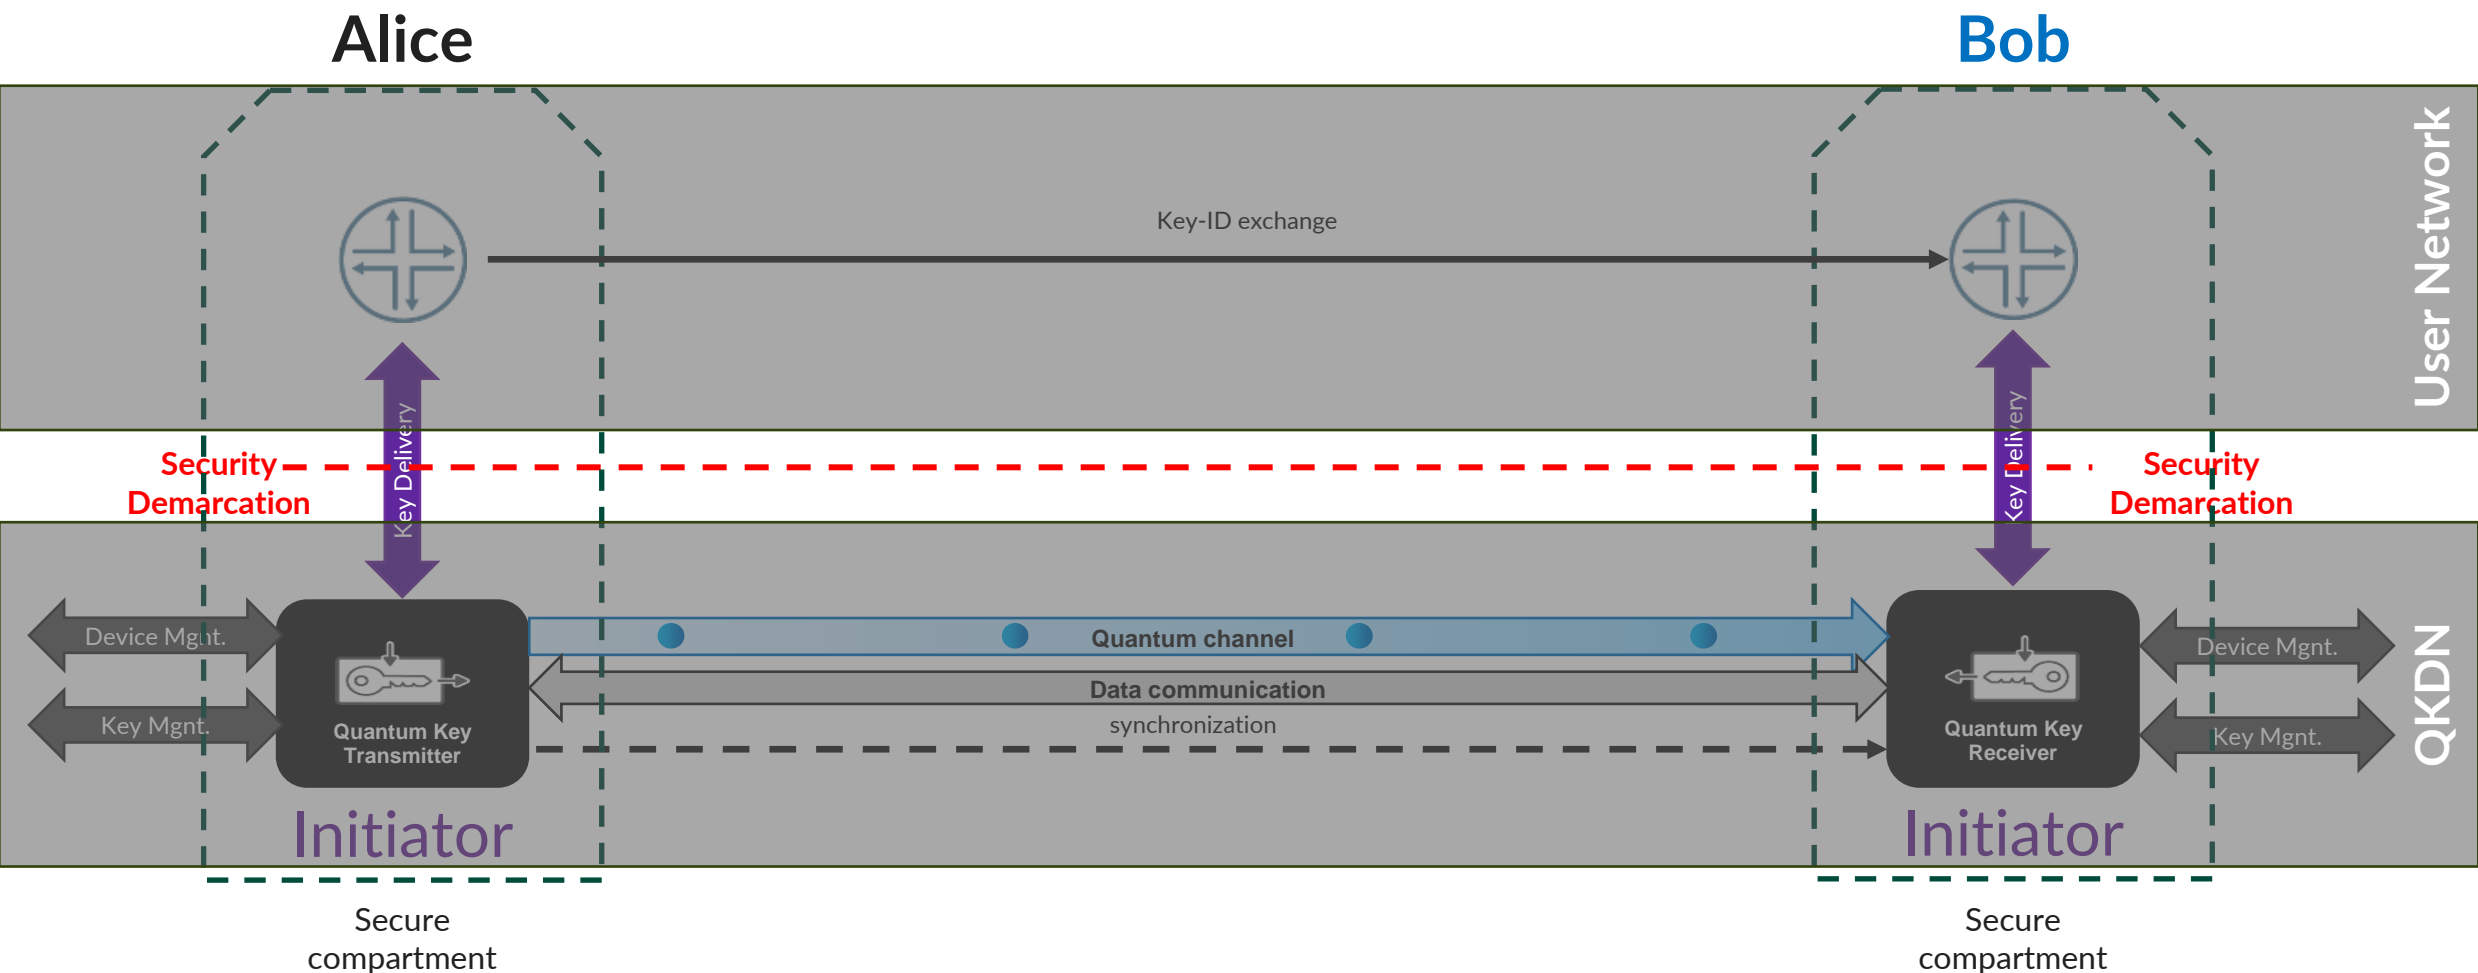 Alice
Bob
User Network
Key-ID exchange
Key Delivery
Key Delivery
Security
Demarcation
Security
Demarcation
QKDN
Device Mgnt.
Key Mgnt.
Quantum Key
Transmitter
Initiator
Quantum channel
Data communication
synchronization
Quantum Key
Receiver
Initiator
Device Mgnt.
Key Mgnt.
Secure
compartment
Secure
compartment